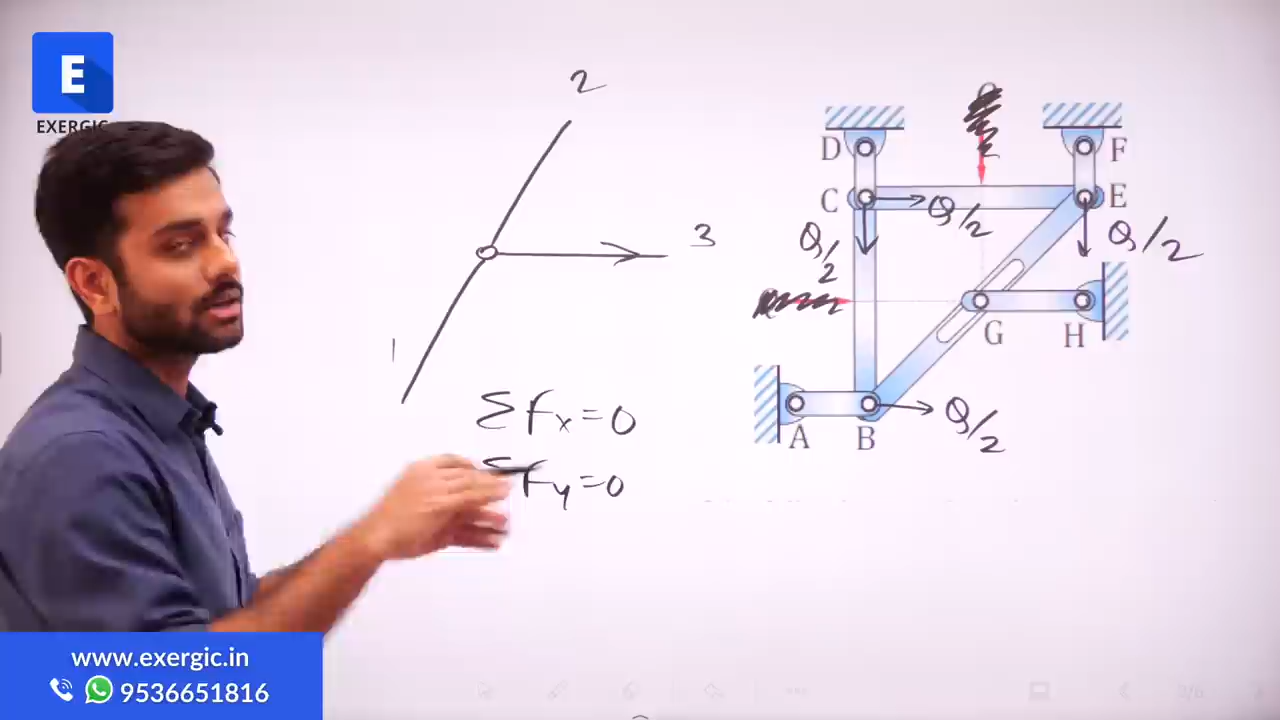 E
EXERGIC
2
3
1
ΣFx=0
ΣFy=0
D
F
C
E
Q/2
Q/2
Q/2
G
H
A
B
Q/2
www.exergic.in
9536651816